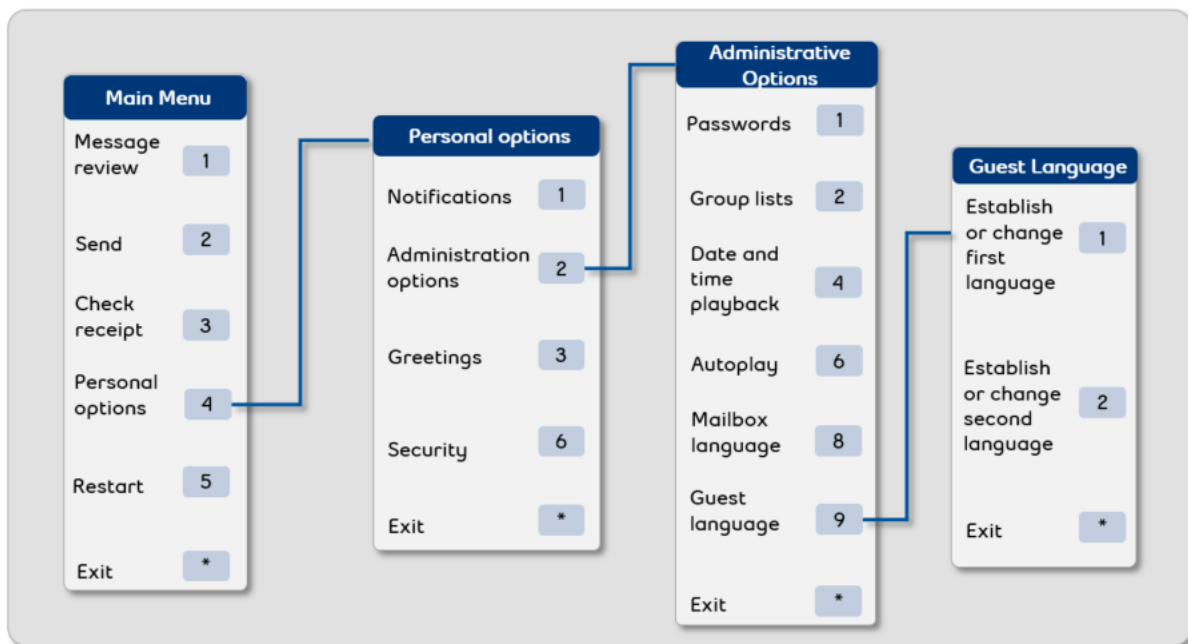 Main Menu
Message
review
1
Send
2
Check
receipt
3
Personal
options
4
Restart
5
Exit
*
Personal options
Notifications
1
Administration
options
2
Greetings
3
Security
6
Exit
*
Administrative
Options
Passwords
1
Group lists
2
Date and
time
playback
4
Autoplay
6
Mailbox
language
8
Guest
language
9
Exit
*
Guest Language
Establish
or change
first
language
1
Establish
or change
second
language
2
Exit
*